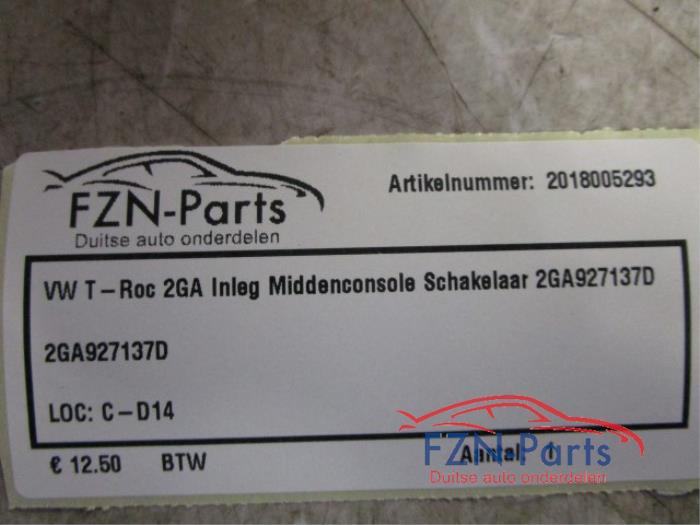 FZN-Parts
Duitse auto onderdelen
Artikelnummer: 2018005293
VW T-Roc 2GA Inleg Middenconsole Schakelaar 2GA927137D
2GA927137D
LOC: C-D14
€ 12.50 BTW Aantal: 1
FZN-Parts
Duitse auto onderdelen